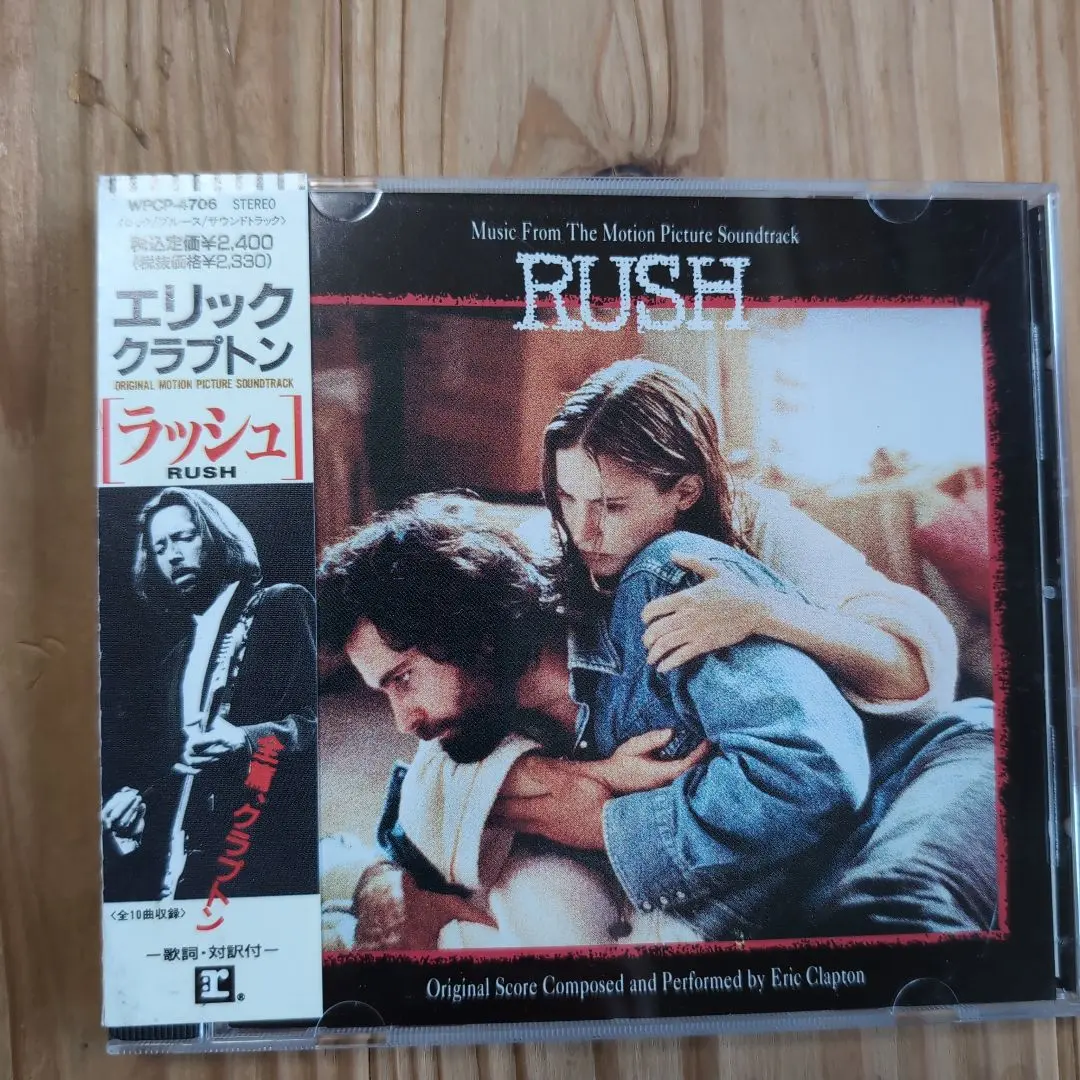 WPCP-4706 STEREO
〈ロック/ブルース/サウンドトラック〉
税込定価¥2,400
(税抜価格¥2,330)
エリック
クラプトン
ORIGINAL MOTION PICTURE SOUNDTRACK
[ラッシュ]
RUSH
クラプトン
〈全10曲収録〉
—歌詞・対訳付—
r®
Music From The Motion Picture Soundtrack
RUSH
Original Score Composed and Performed by Eric Clapton